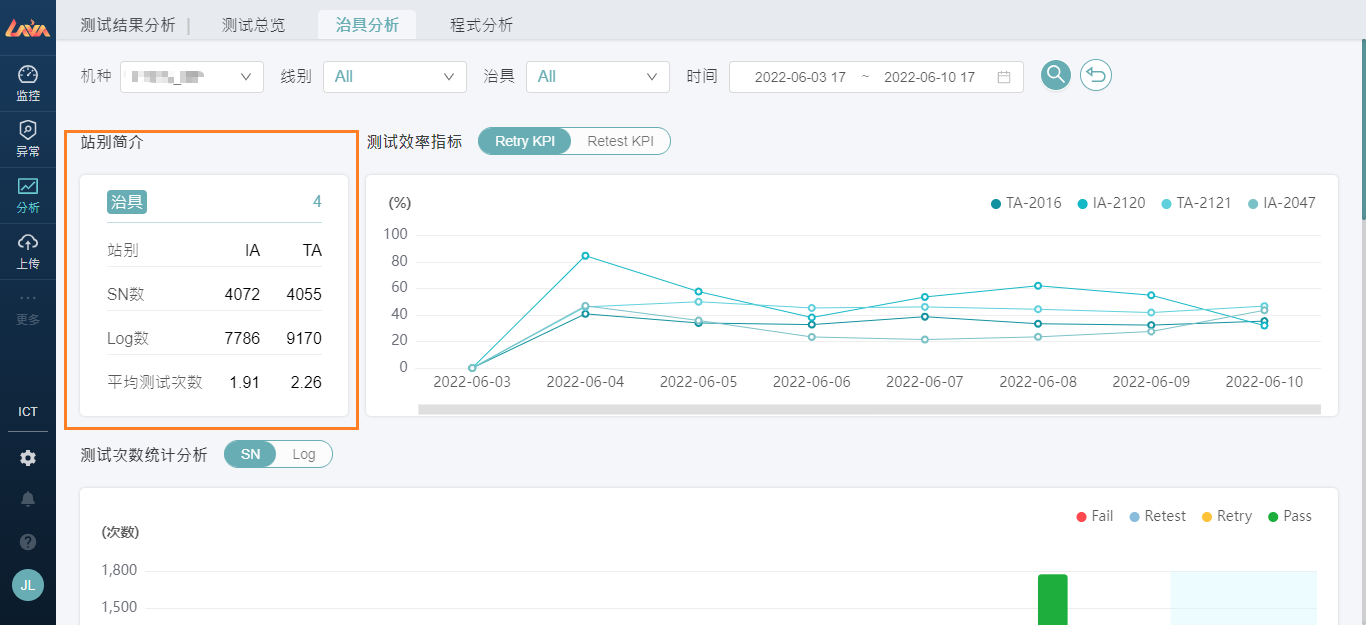 LAVA
测试结果分析 | 测试总览 治具分析 程式分析
监控
异常
分析
上传
更多
ICT
JL
机种 线别 All 治具 All 时间 2022-06-03 17 ~ 2022-06-10 17
站别简介
治具 4
站别 IA TA
SN数 4072 4055
Log数 7786 9170
平均测试次数 1.91 2.26
测试效率指标 Retry KPI Retest KPI
(%)
TA-2016 IA-2120 TA-2121 IA-2047
100
80
60
40
20
0
2022-06-03 2022-06-04 2022-06-05 2022-06-06 2022-06-07 2022-06-08 2022-06-09 2022-06-10
测试次数统计分析 SN Log
(次数)
Fail Retest Retry Pass
1,800
1,500